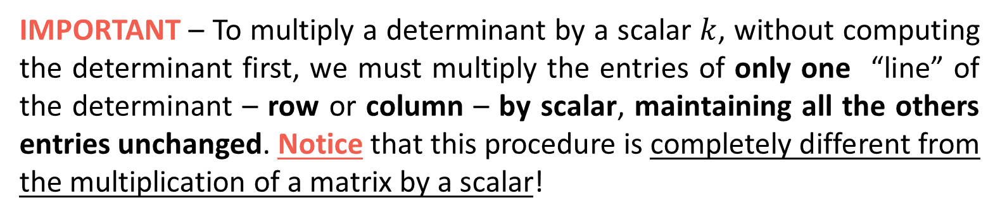 IMPORTANT – To multiply a determinant by a scalar k, without computing
the determinant first, we must multiply the entries of only one “line” of
the determinant – row or column – by scalar, maintaining all the others
entries unchanged. Notice that this procedure is completely different from
the multiplication of a matrix by a scalar!